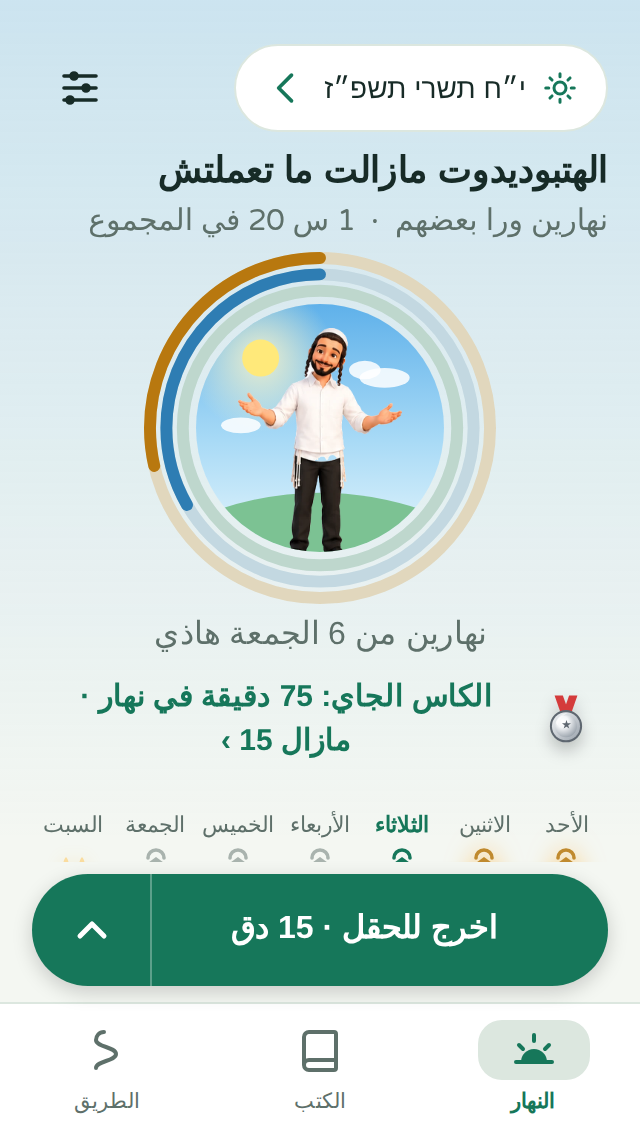 י״ח תשרי תשפ״ז
الهتبوديدوت مازالت ما تعملتش
نهارين ورا بعضهم · 1 س 20 في المجموع
نهارين من 6 الجمعة هاذي
الكاس الجاي: 75 دقيقة في نهار ·
مازال 15 ›
الأحد الاثنين الثلاثاء الأربعاء الخميس الجمعة السبت
اخرج للحقل · 15 دق
النهار الكتب الطريق